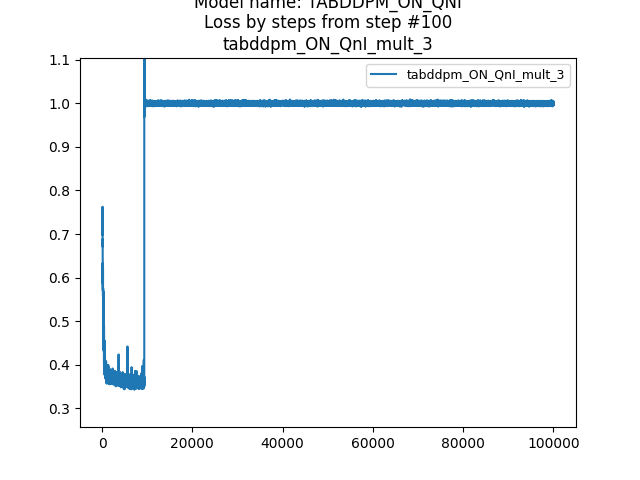 Model name: TABDDPM_ON_QNI
Loss by steps from step #100
tabddpm_ON_QnI_mult_3
tabddpm_ON_QnI_mult_3
1.1
1.0
0.9
0.8
0.7
0.6
0.5
0.4
0.3
0 20000 40000 60000 80000 100000